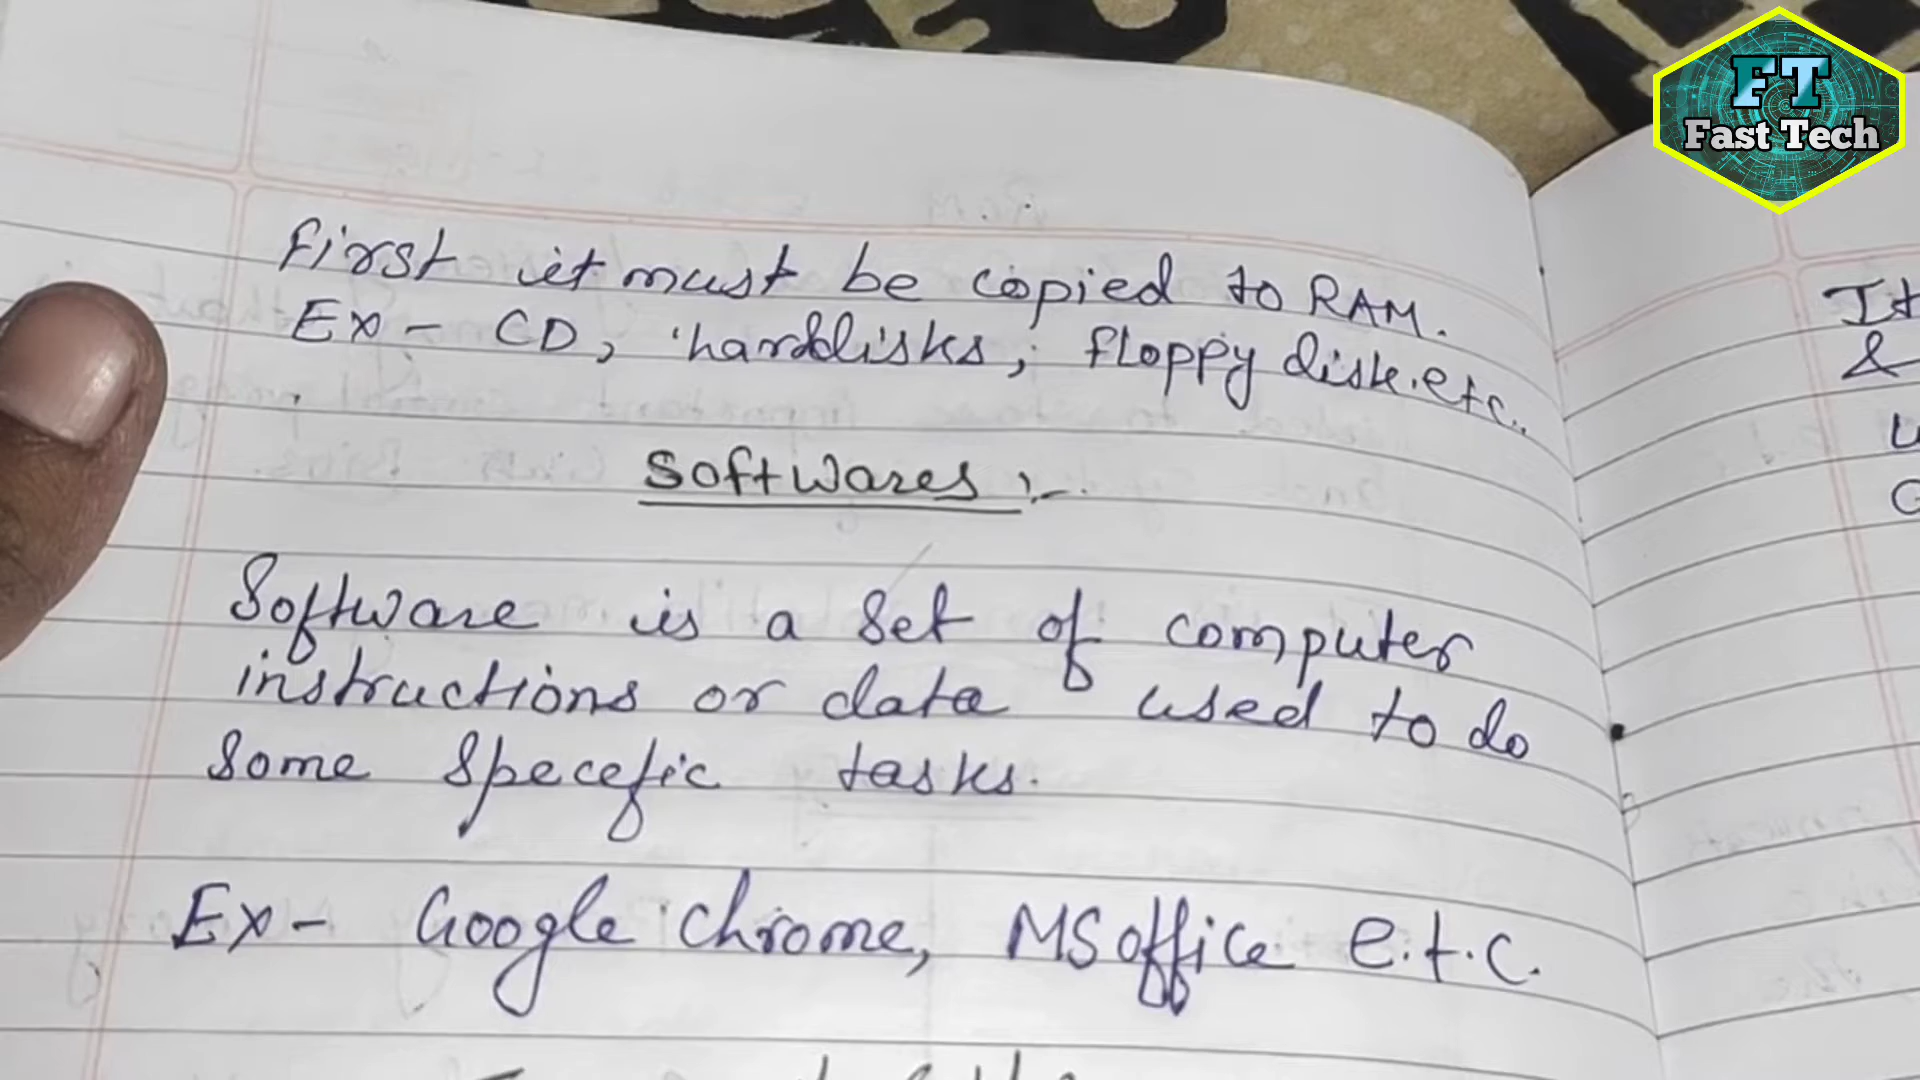 FT
Fast Tech
First it must be copied to RAM.
Ex- CD, harddisks, floppy disk.etc..
Softwares :-
Software is a set of computer
instructions or data used to do
some specefic tasks.
Ex- Google Chrome, MS office e.t.c.
&